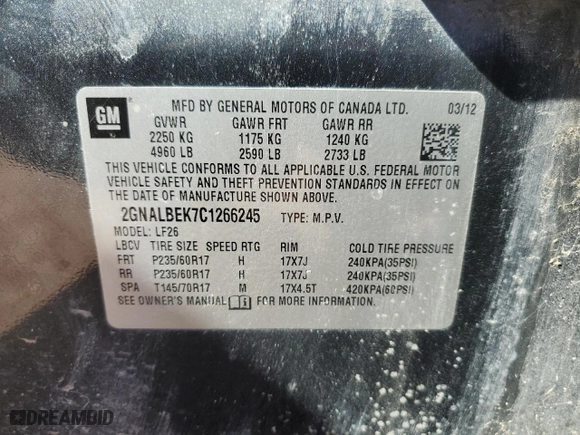 GM
MFD BY GENERAL MOTORS OF CANADA LTD. 03/12
GVWR GAWR FRT GAWR RR
2250 KG 1175 KG 1240 KG
4960 LB 2590 LB 2733 LB
THIS VEHICLE CONFORMS TO ALL APPLICABLE U.S. FEDERAL MOTOR
VEHICLE SAFETY AND THEFT PREVENTION STANDARDS IN EFFECT ON
THE DATE OF MANUFACTURE SHOWN ABOVE.
2GNALBEK7C1266245 TYPE: M.P.V.
MODEL: LF26
LBCV TIRE SIZE SPEED RTG RIM COLD TIRE PRESSURE
FRT P235/60R17 H 17X7J 240KPA(35PSI)
RR P235/60R17 H 17X7J 240KPA(35PSI)
SPA T145/70R17 M 17X4.5T 420KPA(60PSI)
SEE OWNER'S MANUAL FOR MORE INFORMATION
DREAMBID